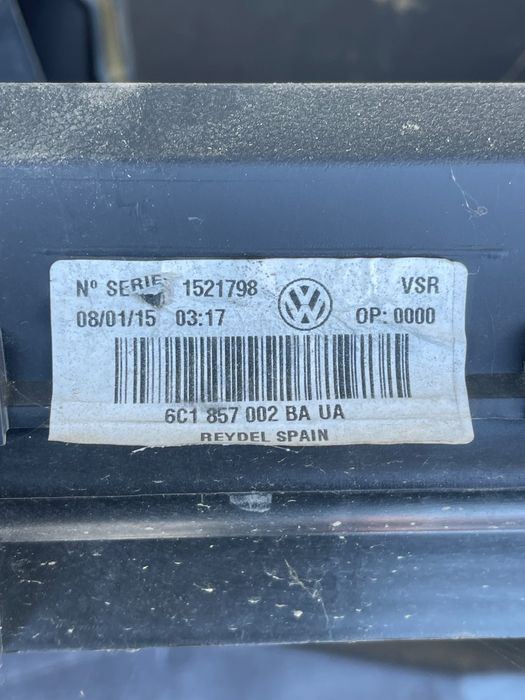 Nº SERIE 1521798 VSR
08/01/15 03:17 OP: 0000
6C1 857 002 BA UA
REYDEL SPAIN